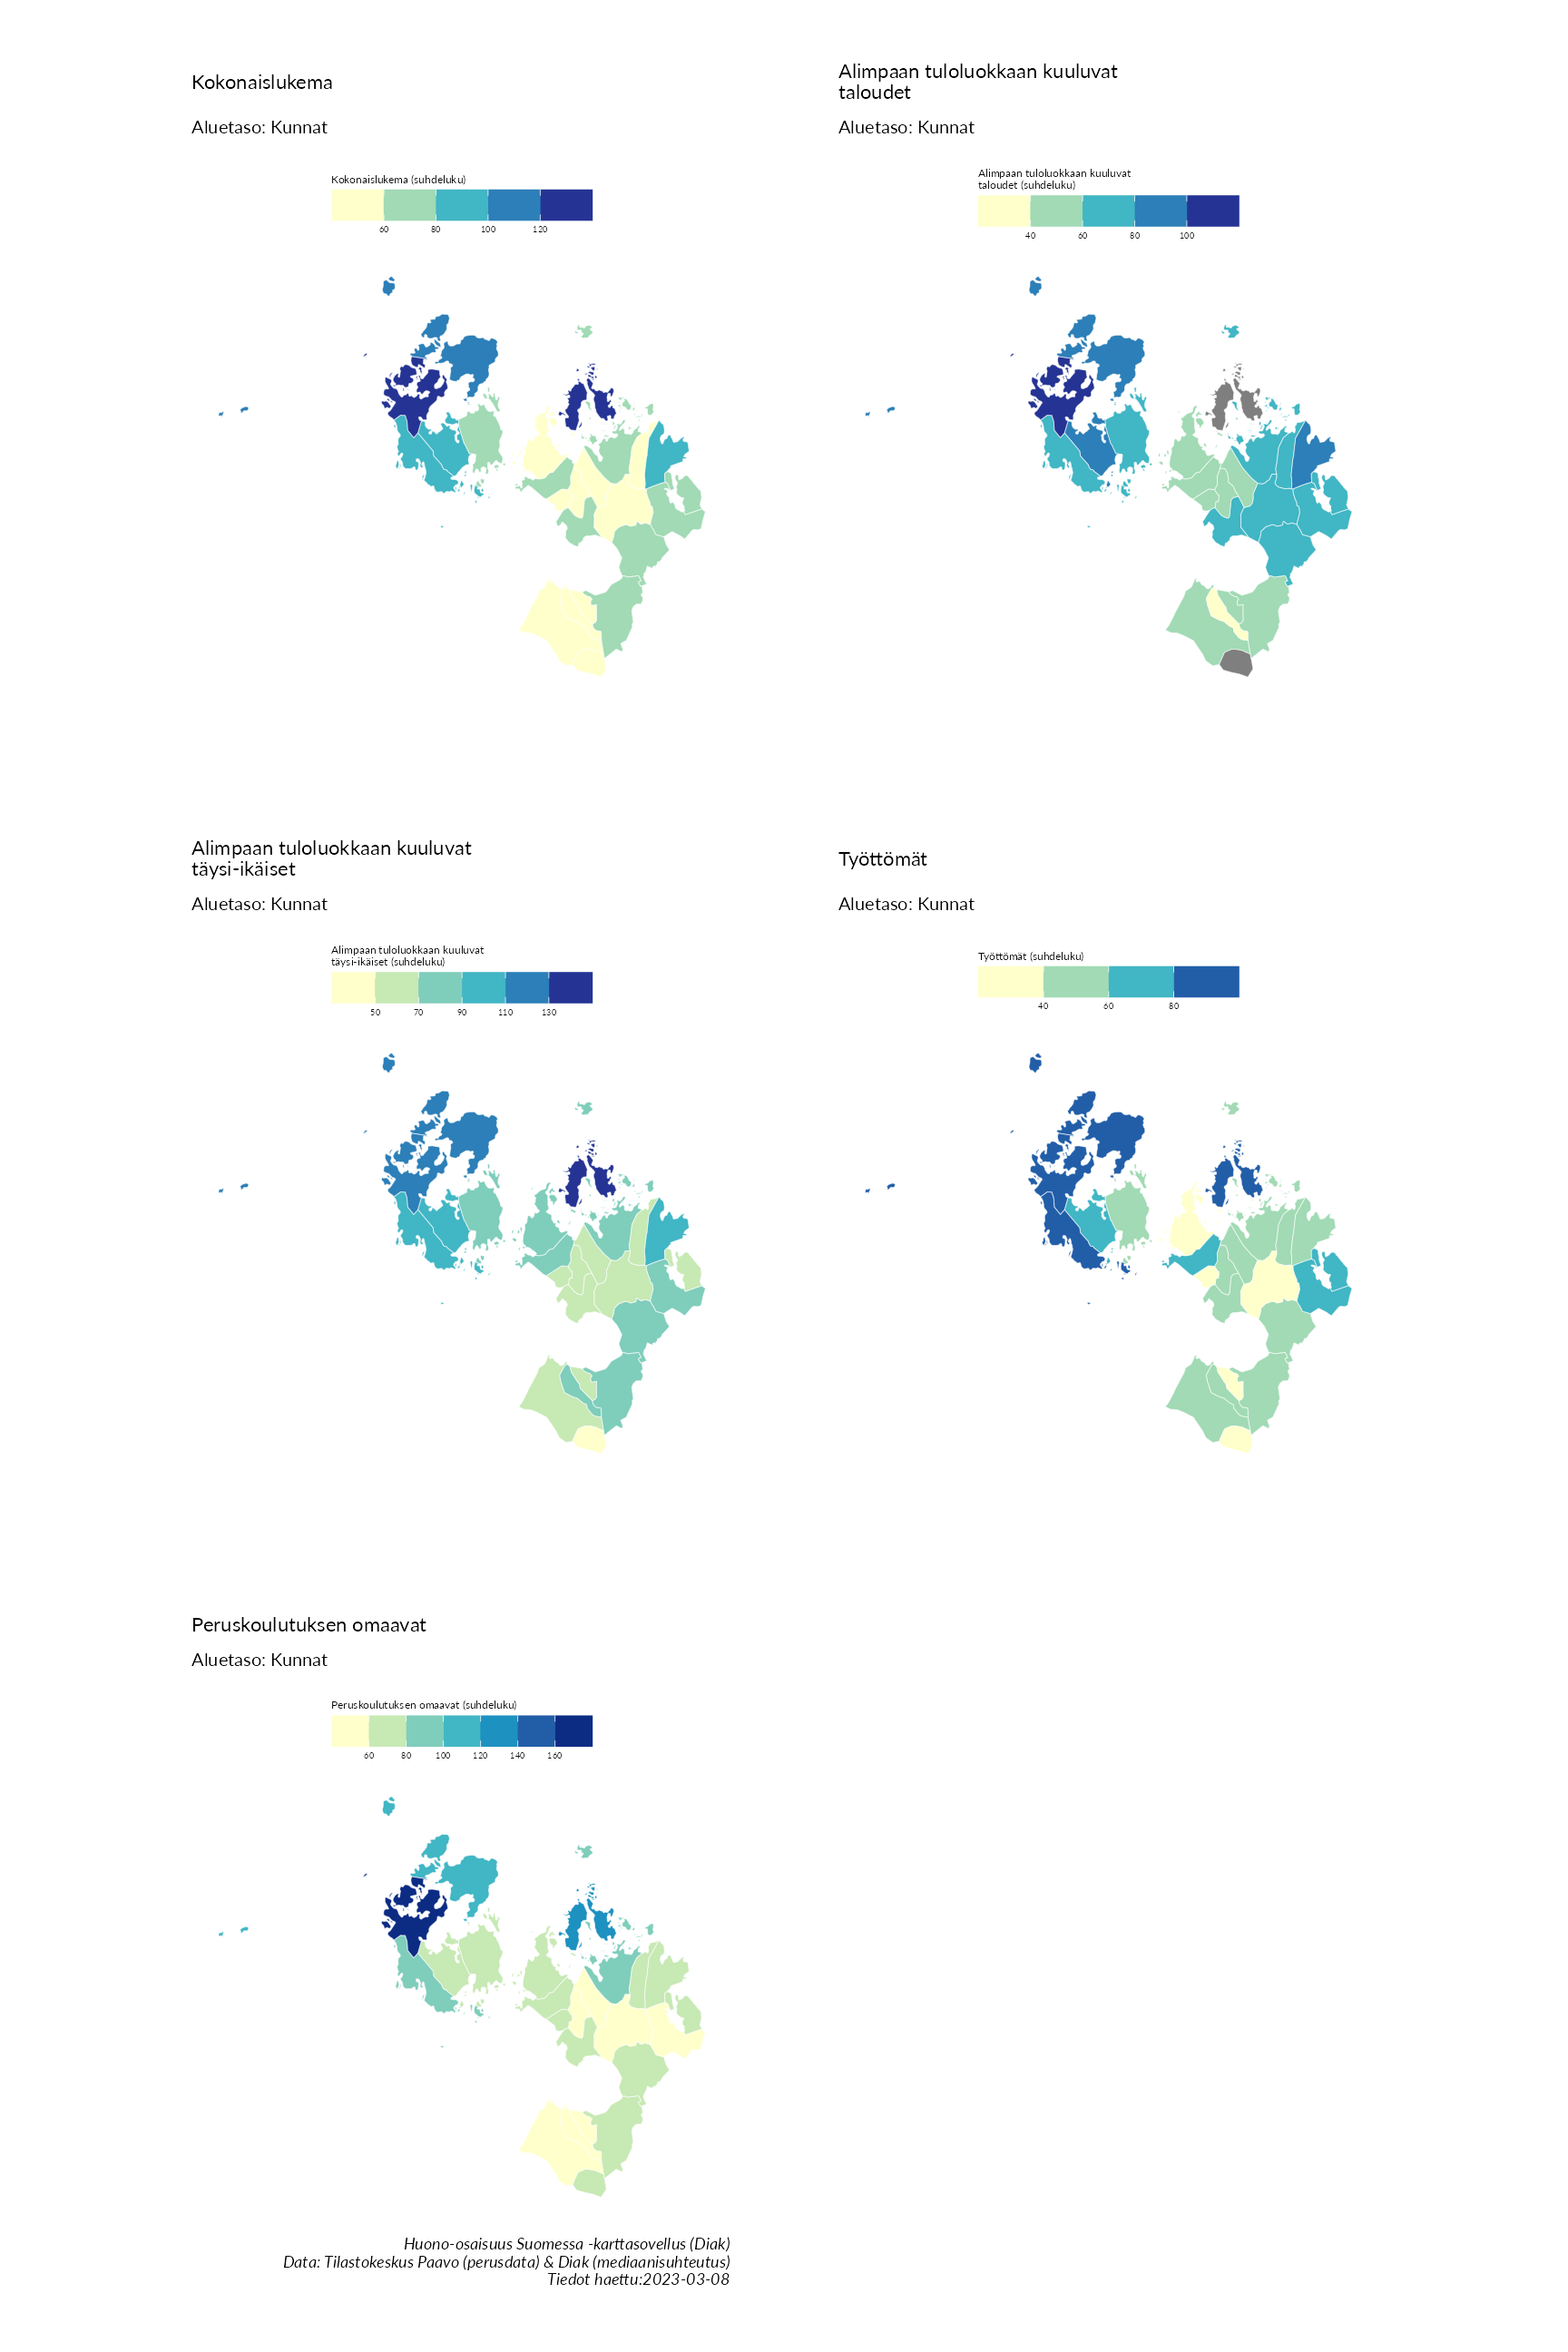 Kokonaislukema
Aluetaso: Kunnat
Kokonaislukema (suhdeluku)
60 80 100 120
Alimpaan tuloluokkaan kuuluvat
taloudet
Aluetaso: Kunnat
Alimpaan tuloluokkaan kuuluvat
taloudet (suhdeluku)
40 60 80 100
Alimpaan tuloluokkaan kuuluvat
täysi-ikäiset
Aluetaso: Kunnat
Alimpaan tuloluokkaan kuuluvat
täysi-ikäiset (suhdeluku)
50 70 90 110 130
Työttömät
Aluetaso: Kunnat
Työttömät (suhdeluku)
40 60 80
Peruskoulutuksen omaavat
Aluetaso: Kunnat
Peruskoulutuksen omaavat (suhdeluku)
60 80 100 120 140 160
Huono-osaisuus Suomessa -karttasovellus (Diak)
Data: Tilastokeskus Paavo (perusdata) & Diak (mediaanisuhteutus)
Tiedot haettu:2023-03-08